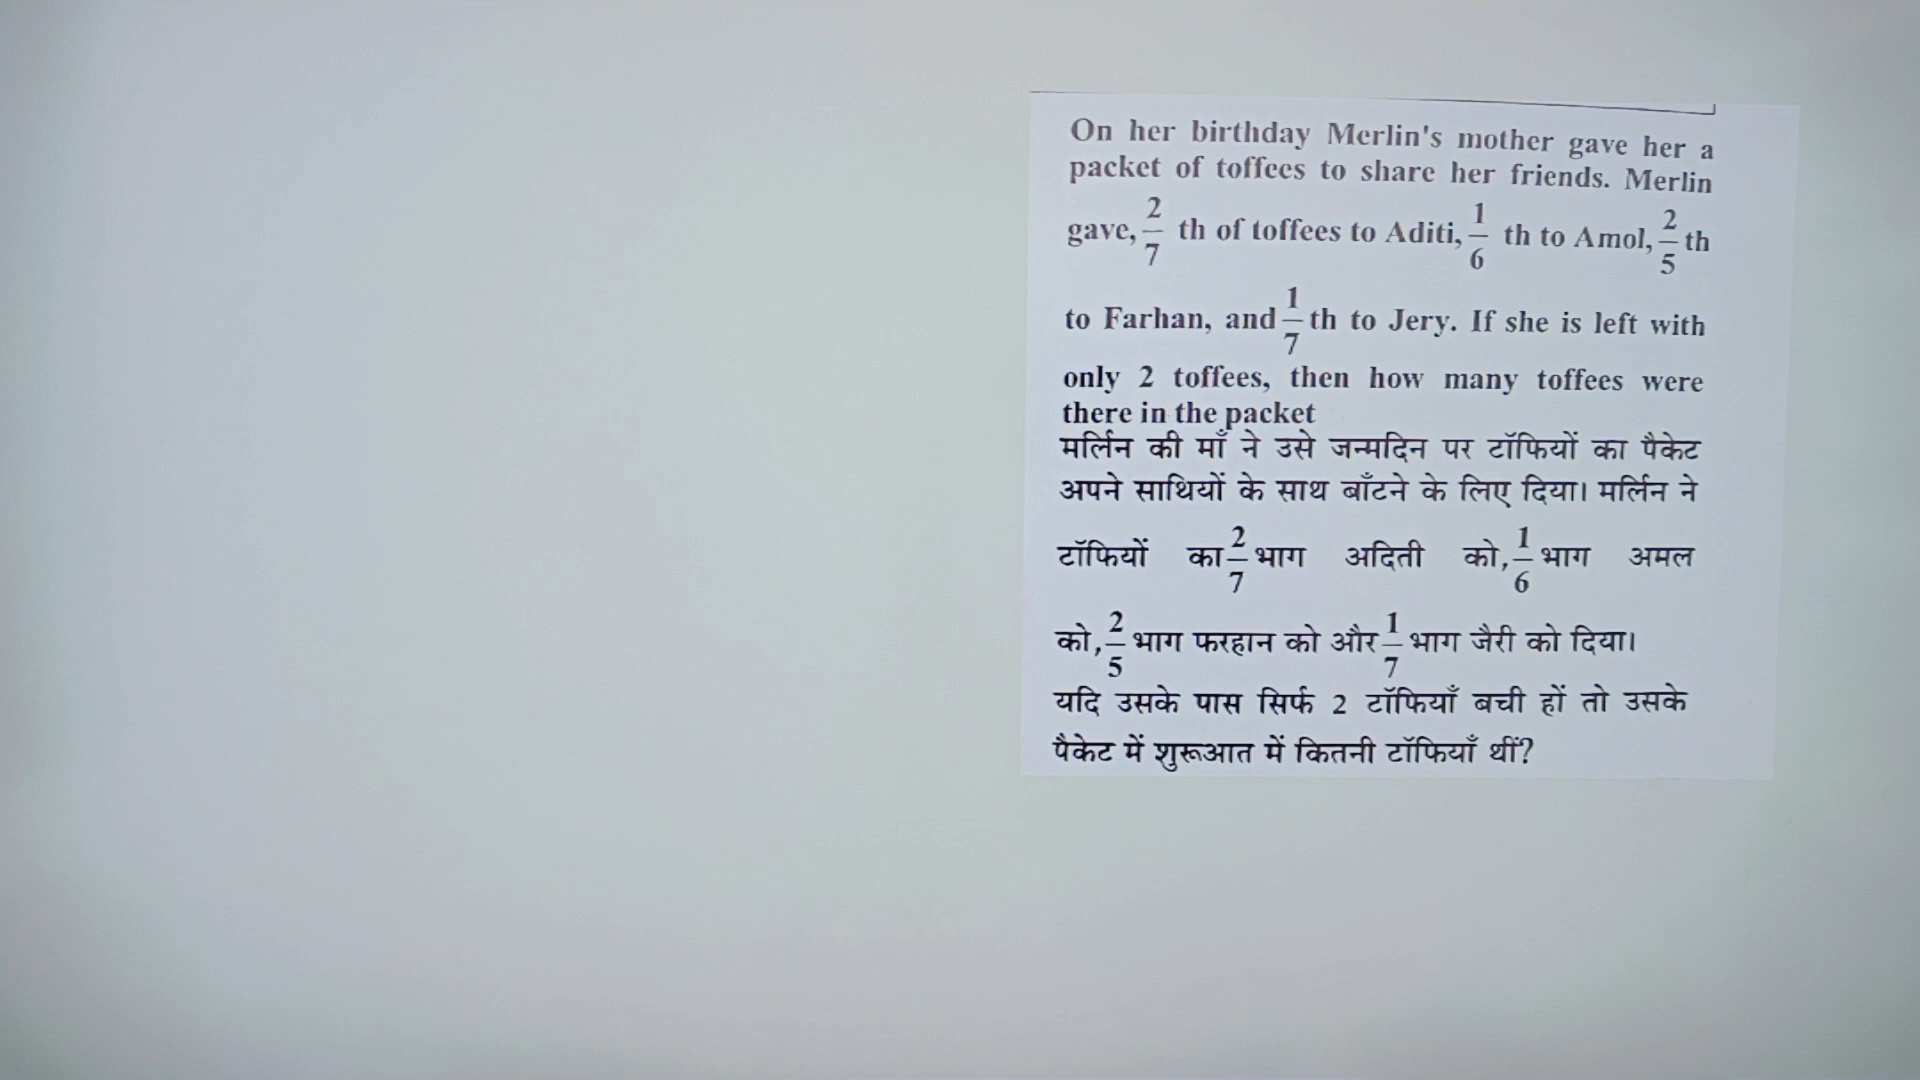 On her birthday Merlin's mother gave her a
packet of toffees to share her friends. Merlin
gave, 2/7 th of toffees to Aditi, 1/6 th to Amol, 2/5 th
to Farhan, and 1/7 th to Jery. If she is left with
only 2 toffees, then how many toffees were
there in the packet
मर्लिन की माँ ने उसे जन्मदिन पर टॉफियों का पैकेट
अपने साथियों के साथ बाँटने के लिए दिया। मर्लिन ने
टॉफियों का 2/7 भाग अदिती को, 1/6 भाग अमल
को, 2/5 भाग फरहान को और 1/7 भाग जैरी को दिया।
यदि उसके पास सिर्फ 2 टॉफियाँ बची हों तो उसके
पैकेट में शुरूआत में कितनी टॉफियाँ थीं?